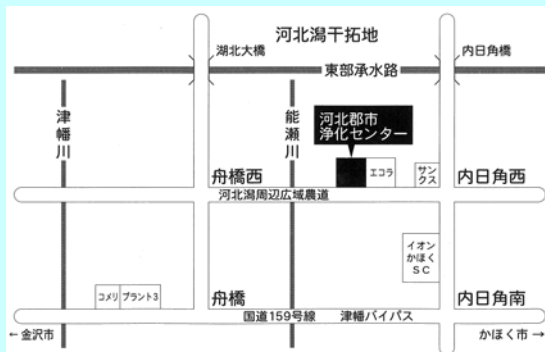 河北潟干拓地
湖北大橋
内日角橋
東部承水路
津幡川
能瀬川
河北郡市
浄化センター
エコラ
サン
クス
舟橋西
内日角西
河北潟周辺広域農道
イオン
かほく
SC
コメリ
プラント3
舟橋
内日角南
国道159号線 津幡バイパス
←金沢市
かほく市→